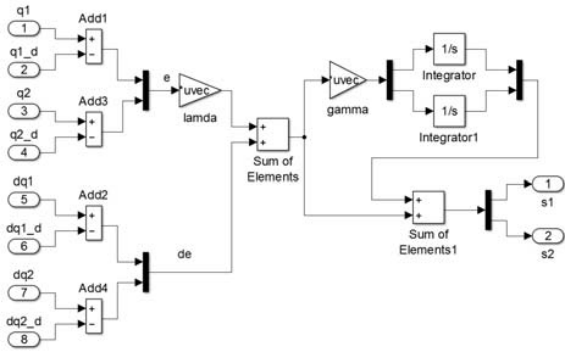 q1
1
Add1
+
−
q1_d
2
q2
3
Add3
+
−
q2_d
4
e
*uvec
lamda
+
+
Sum of
Elements
*uvec
gamma
1/s
Integrator
1/s
Integrator1
dq1
5
Add2
+
−
dq1_d
6
dq2
7
Add4
+
−
dq2_d
8
de
+
+
Sum of
Elements1
1
s1
2
s2